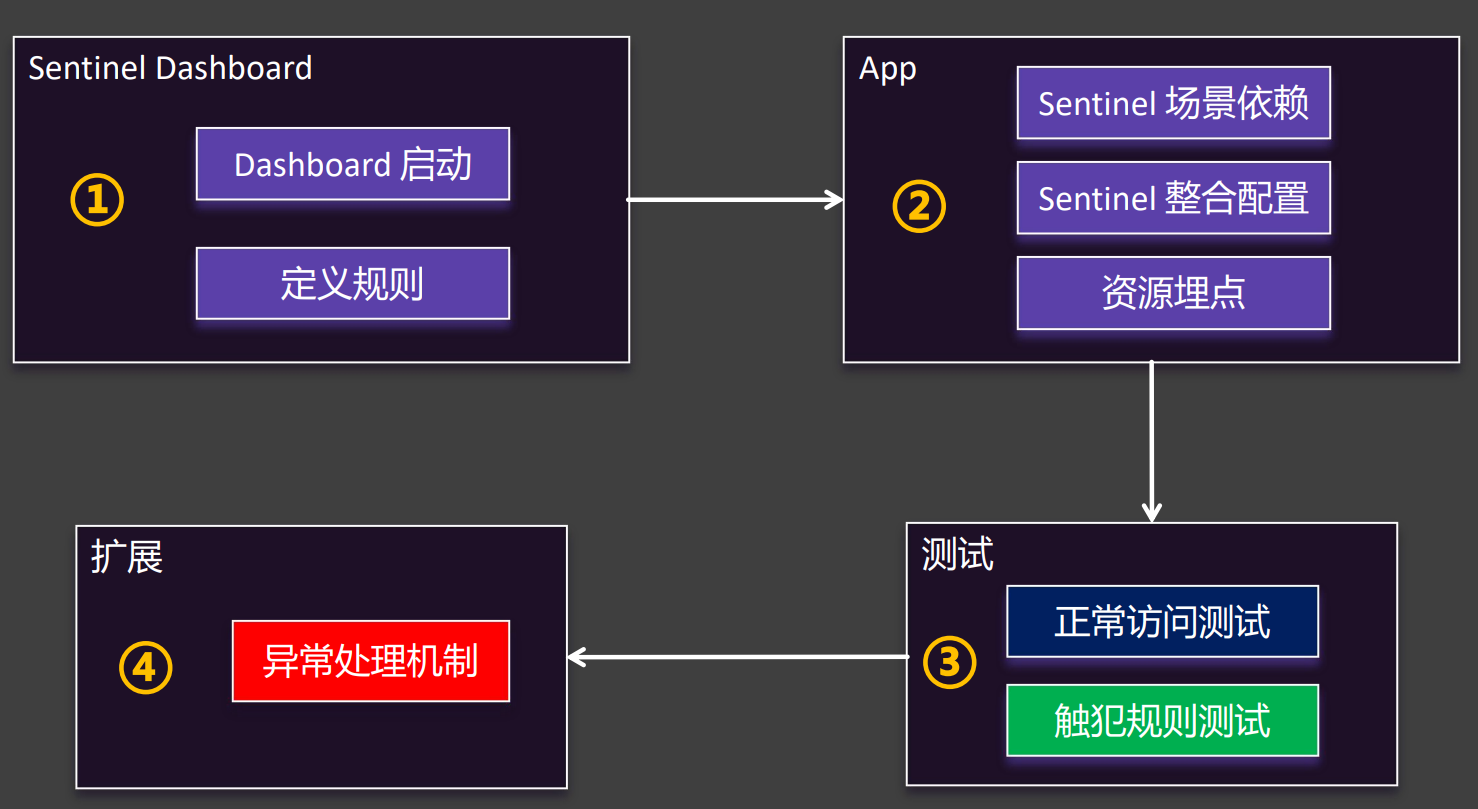 Sentinel Dashboard
①
Dashboard 启动
定义规则
App
②
Sentinel 场景依赖
Sentinel 整合配置
资源埋点
测试
③
正常访问测试
触犯规则测试
扩展
④
异常处理机制